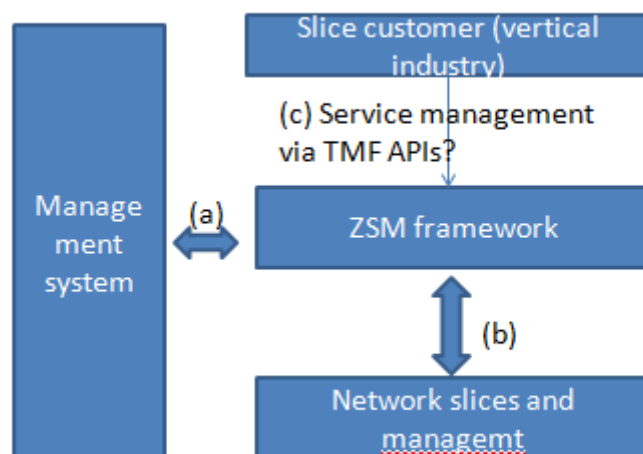 Slice customer (vertical
industry)
(c) Service management
via TMF APIs?
Manage
ment
system
(a)
ZSM framework
(b)
Network slices and
managemt